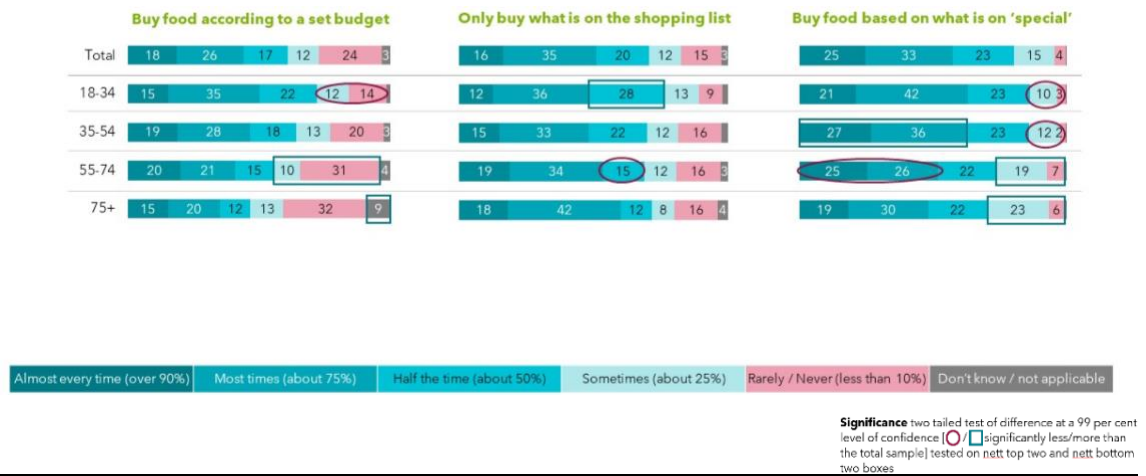 Buy food according to a set budget Only buy what is on the shopping list Buy food based on what is on ‘special’
Total 18 26 17 12 24 3 16 35 20 12 15 3 25 33 23 15 4
18-34 15 35 22 12 14 12 36 28 13 9 21 42 23 10 3
35-54 19 28 18 13 20 3 15 33 22 12 16 27 36 23 12 2
55-74 20 21 15 10 31 4 19 34 15 12 16 3 25 26 22 19 7
75+ 15 20 12 13 32 9 18 42 12 8 16 4 19 30 22 23 6
Almost every time (over 90%) Most times (about 75%) Half the time (about 50%) Sometimes (about 25%) Rarely / Never (less than 10%) Don't know / not applicable
Significance two tailed test of difference at a 99 per cent
level of confidence [ / significantly less/more than
the total sample] tested on nett top two and nett bottom
two boxes